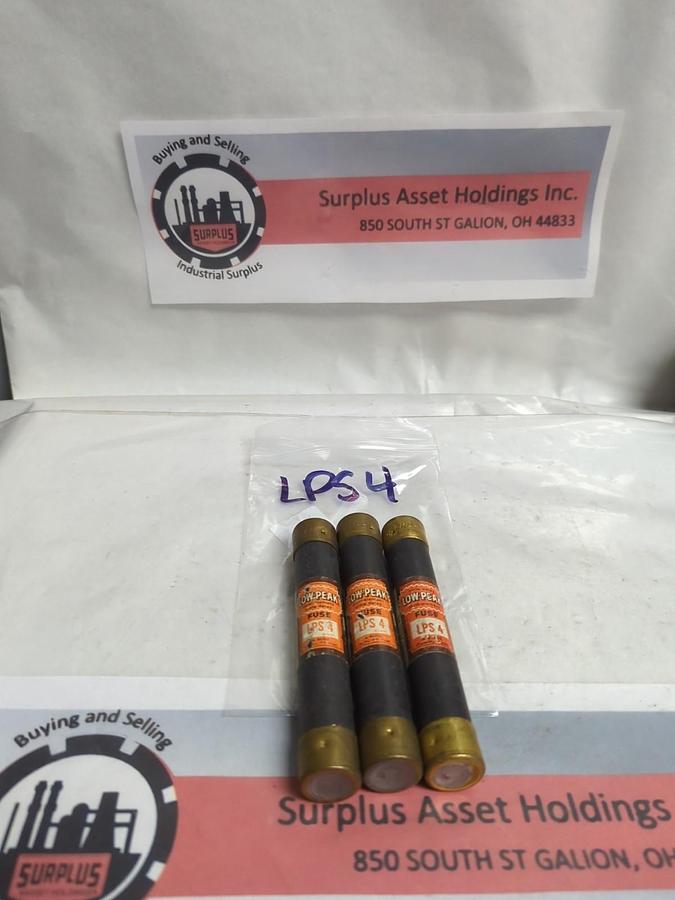 Buying and Selling
SURPLUS
Industrial Surplus
Surplus Asset Holdings Inc.
850 SOUTH ST GALION, OH 44833
LPS4
LOW-PEAK
FUSE
LPS 4
LOW-PEAK
FUSE
LPS 4
LOW-PEAK
FUSE
LPS 4
Buying and Selling
SURPLUS
Surplus Asset Holdings
850 SOUTH ST GALION, OH